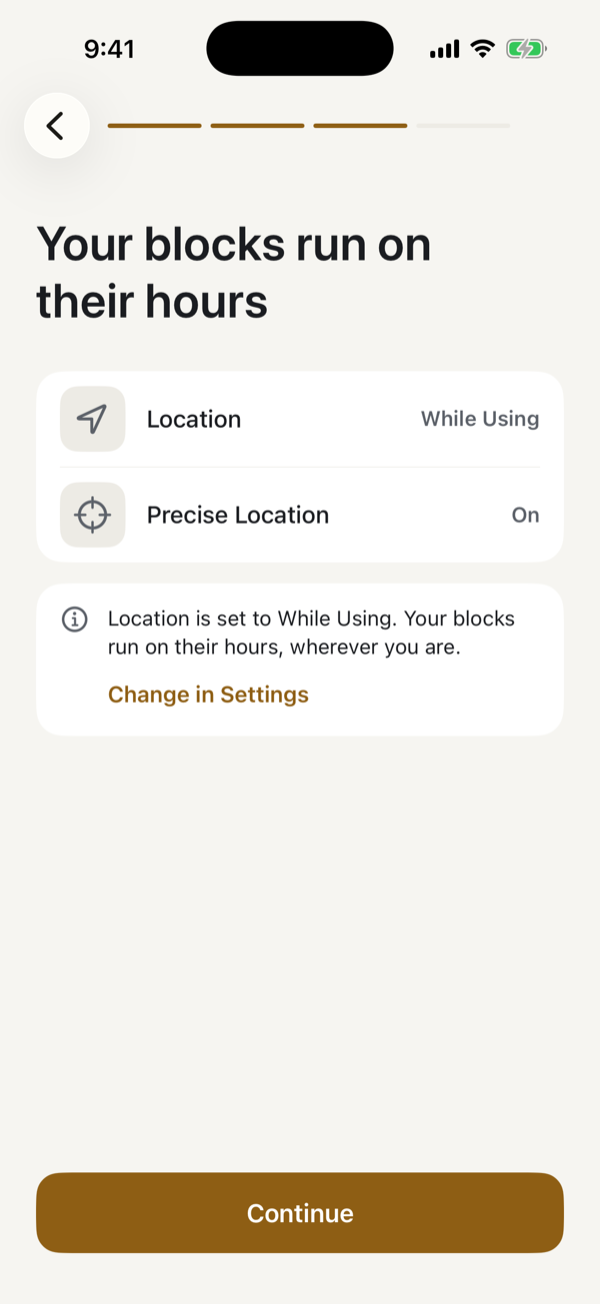 9:41
Your blocks run on
their hours
Location
While Using
Precise Location
On
Location is set to While Using. Your blocks
run on their hours, wherever you are.
Change in Settings
Continue